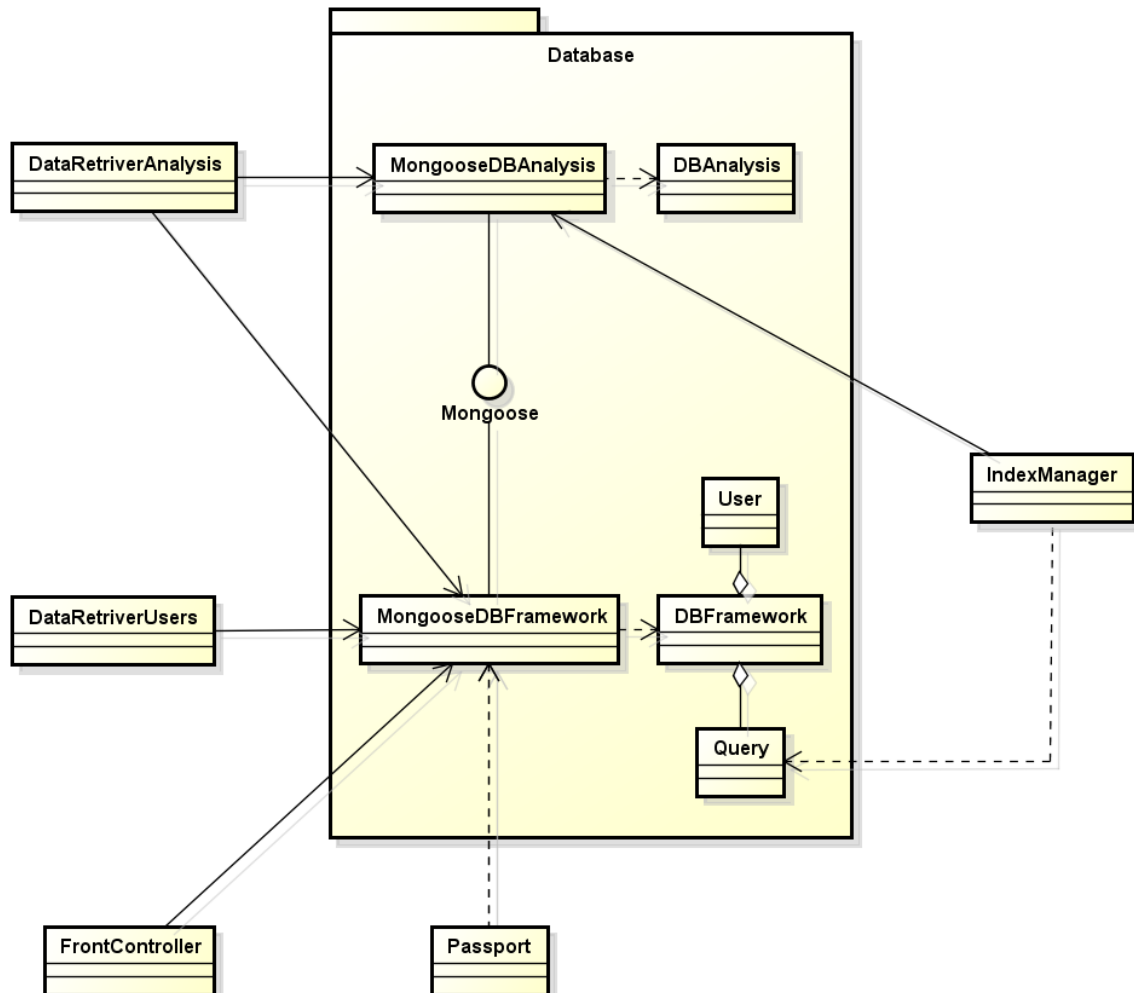 Database
DataRetriverAnalysis
MongooseDBAnalysis
DBAnalysis
Mongoose
IndexManager
User
DataRetriverUsers
MongooseDBFramework
DBFramework
Query
FrontController
Passport